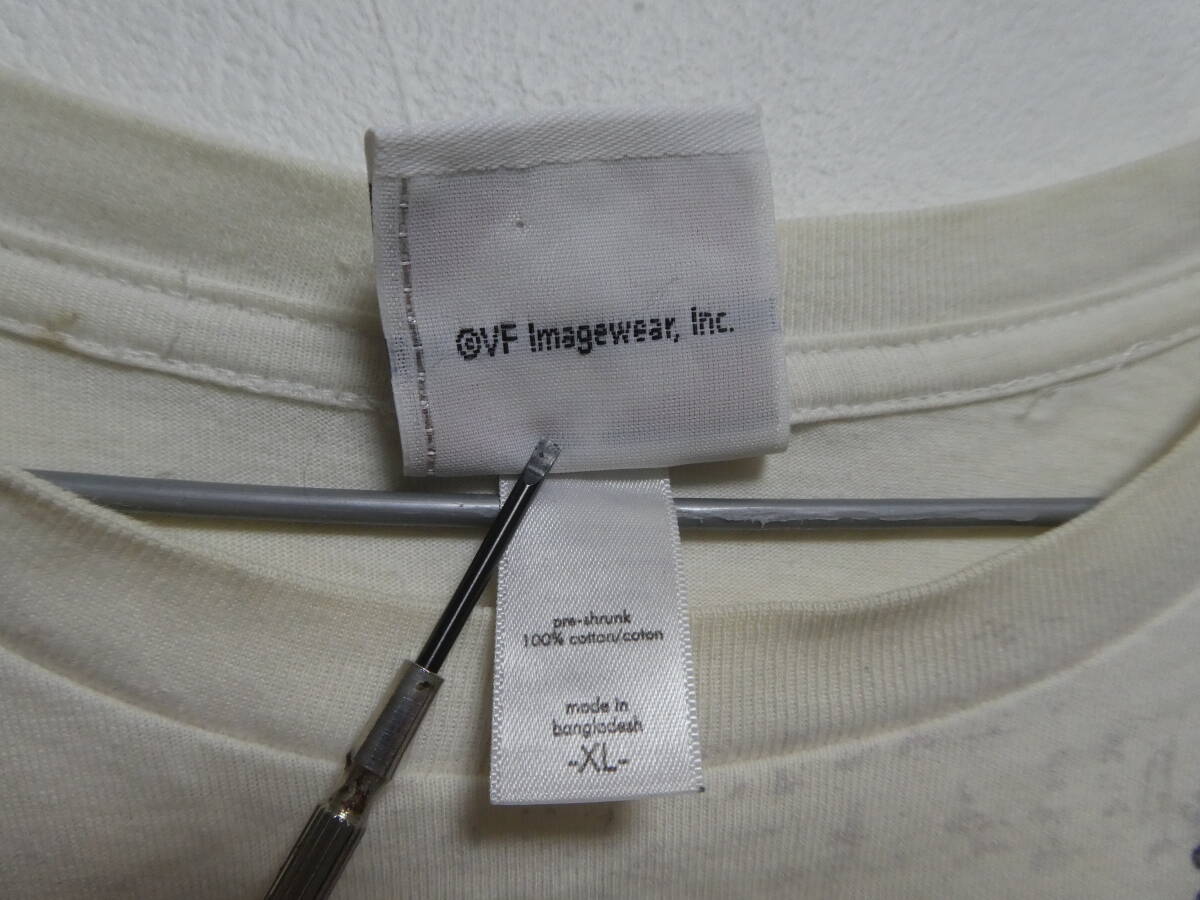 ©VF Imagewear, Inc.
pre-shrunk
100% cotton/coton
made in
bangladesh
-XL-